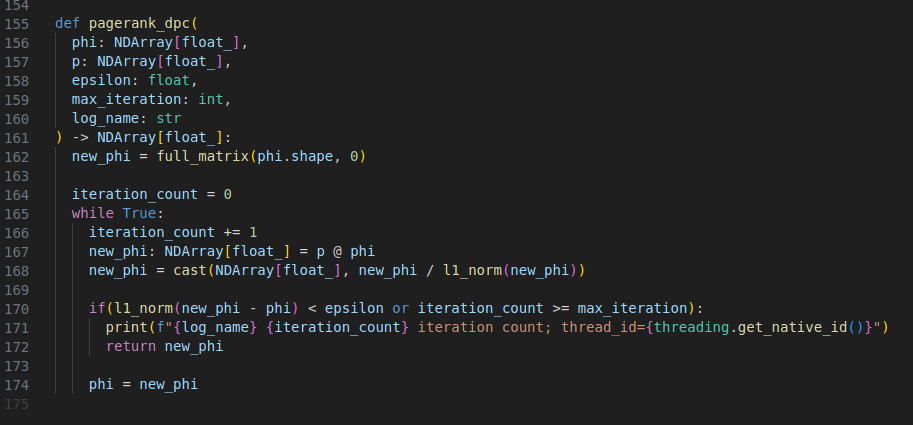 154
155 def pagerank_dpc(
156   phi: NDArray[float_],
157   p: NDArray[float_],
158   epsilon: float,
159   max_iteration: int,
160   log_name: str
161 ) -> NDArray[float_]:
162   new_phi = full_matrix(phi.shape, 0)
163
164   iteration_count = 0
165   while True:
166     iteration_count += 1
167     new_phi: NDArray[float_] = p @ phi
168     new_phi = cast(NDArray[float_], new_phi / l1_norm(new_phi))
169
170     if(l1_norm(new_phi - phi) < epsilon or iteration_count >= max_iteration):
171       print(f"{log_name} {iteration_count} iteration count; thread_id={threading.get_native_id()}")
172       return new_phi
173
174     phi = new_phi
175